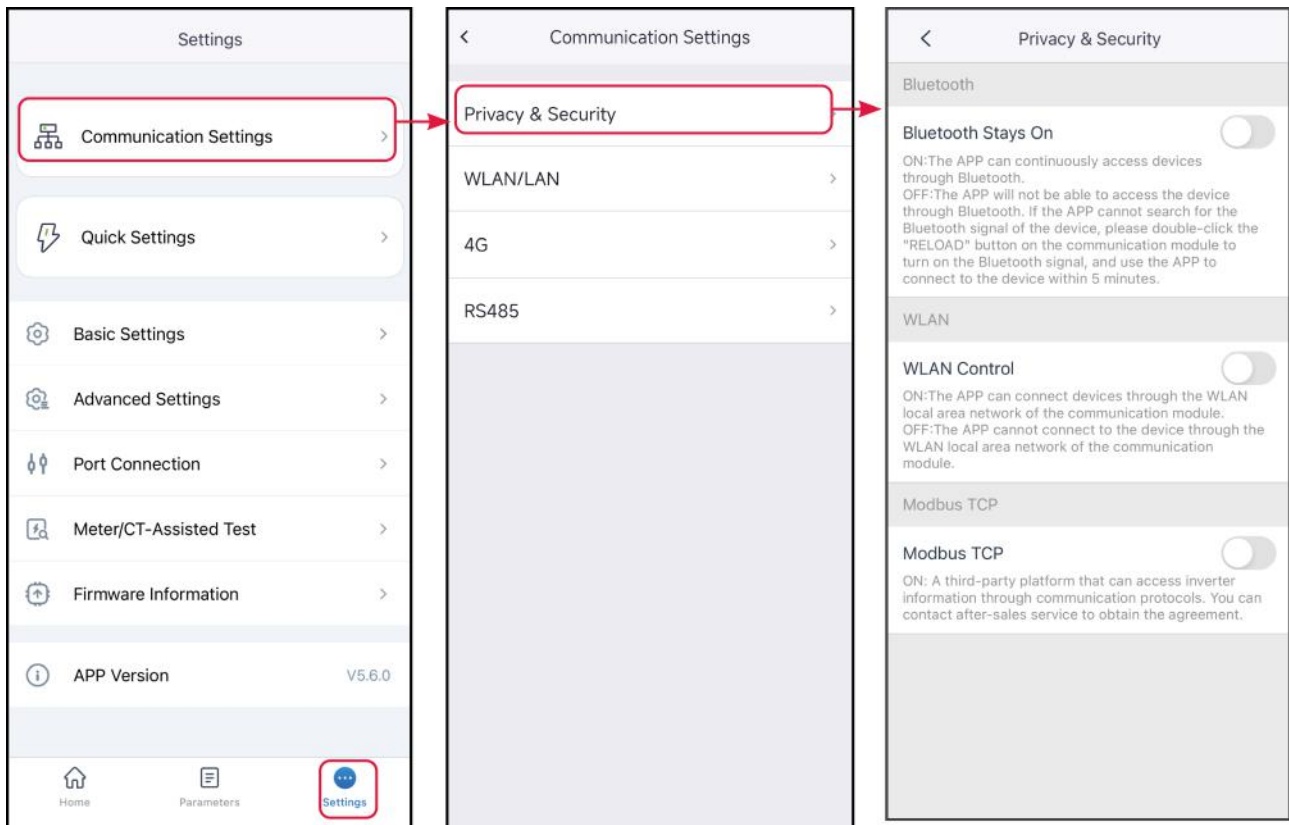 Settings
Communication Settings
Quick Settings
Basic Settings
Advanced Settings
Port Connection
Meter/CT-Assisted Test
Firmware Information
APP Version V5.6.0
Home Parameters Settings
Communication Settings
Privacy & Security
WLAN/LAN
4G
RS485
Privacy & Security
Bluetooth
Bluetooth Stays On
ON:The APP can continuously access devices
through Bluetooth.
OFF:The APP will not be able to access the device
through Bluetooth. If the APP cannot search for the
Bluetooth signal of the device, please double-click the
"RELOAD" button on the communication module to
turn on the Bluetooth signal, and use the APP to
connect to the device within 5 minutes.
WLAN
WLAN Control
ON:The APP can connect devices through the WLAN
local area network of the communication module.
OFF:The APP cannot connect to the device through the
WLAN local area network of the communication
module.
Modbus TCP
Modbus TCP
ON: A third-party platform that can access inverter
information through communication protocols. You can
contact after-sales service to obtain the agreement.